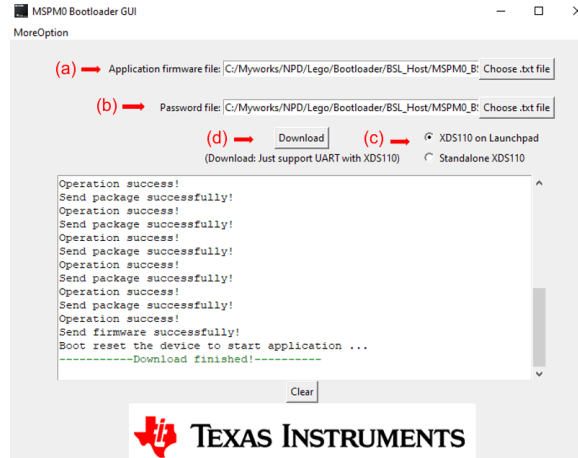 MSPM0 Bootloader GUI
MoreOption
(a) Application firmware file: C:/Myworks/NPD/Lego/Bootloader/BSL_Host/MSPM0_B Choose .txt file
(b) Password file: C:/Myworks/NPD/Lego/Bootloader/BSL_Host/MSPM0_B Choose .txt file
(d) Download (c) XDS110 on Launchpad
(Download: Just support UART with XDS110) Standalone XDS110
Operation success!
Send package successfully!
Operation success!
Send package successfully!
Operation success!
Send package successfully!
Operation success!
Send package successfully!
Operation success!
Send package successfully!
Operation success!
Send firmware successfully!
Boot reset the device to start application ...
-----------Download finished!----------
Clear
TEXAS INSTRUMENTS